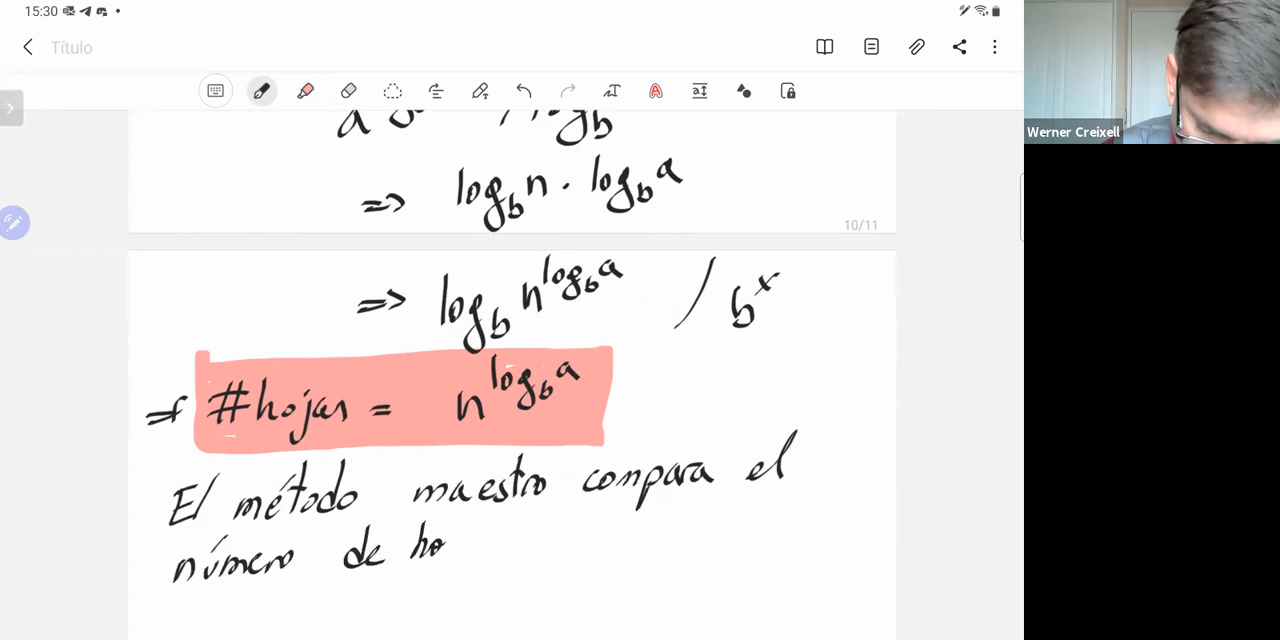 15:30
Título
Werner Creixell
=> log_b n · log_b a
10/11
=> log_b n^{log_b a} / b^x
=> #hojas = n^{log_b a}
El método maestro compara el
número de ho